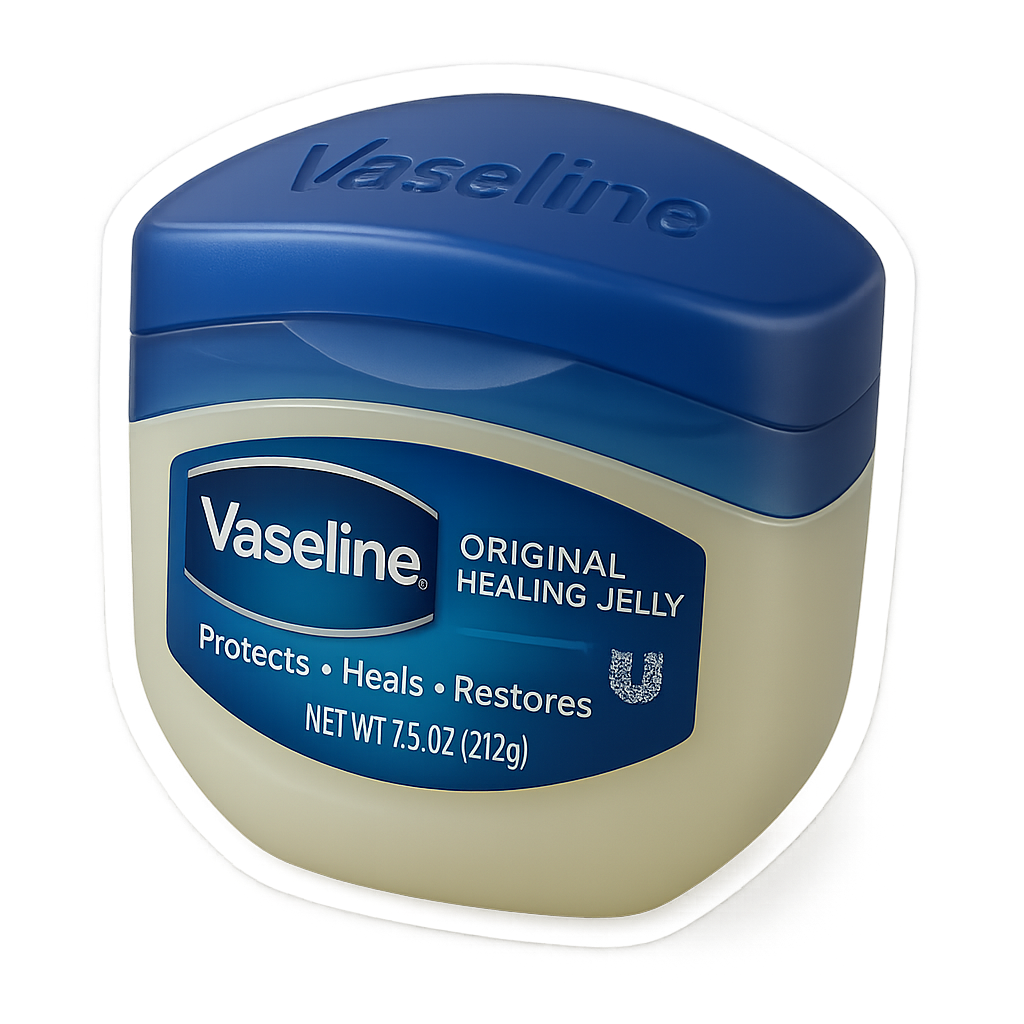 Vaseline
Vaseline®
ORIGINAL
HEALING JELLY
Protects • Heals • Restores
U
NET WT 7.5.OZ (212g)